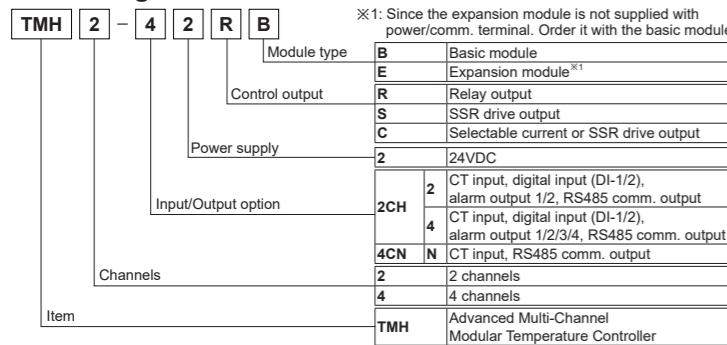 ※1: Since the expansion module is not supplied with
power/comm. terminal. Order it with the basic module
TMH 2 – 4 2 R B
Module type
B Basic module
E Expansion module※1
Control output
R Relay output
S SSR drive output
C Selectable current or SSR drive output
Power supply
2 24VDC
Input/Output option
2CH
2 CT input, digital input (DI-1/2),
alarm output 1/2, RS485 comm. output
4 CT input, digital input (DI-1/2),
alarm output 1/2/3/4, RS485 comm. output
4CN N CT input, RS485 comm. output
Channels
2 2 channels
4 4 channels
Item
TMH Advanced Multi-Channel
Modular Temperature Controller